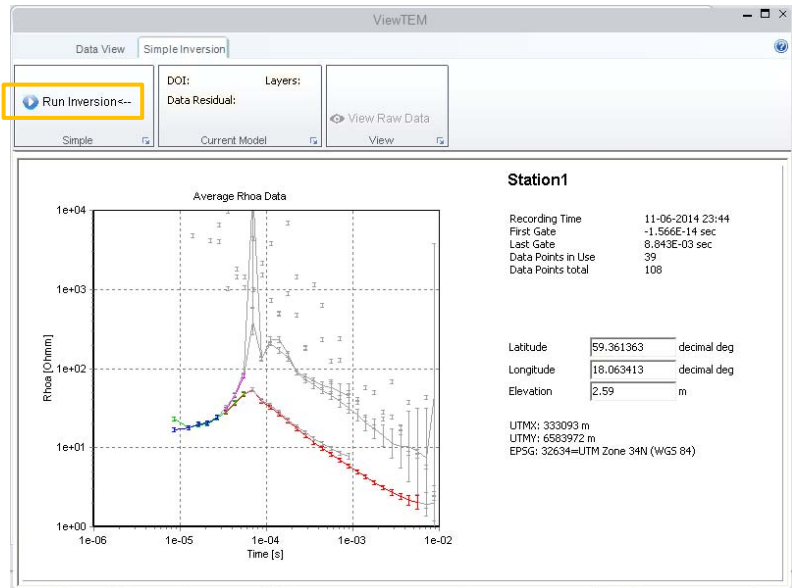 ViewTEM
Data View Simple Inversion
Run Inversion<--
Simple
DOI: Layers:
Data Residual:
Current Model
View Raw Data
View
Station1
Recording Time 11-06-2014 23:44
First Gate -1.566E-14 sec
Last Gate 8.843E-03 sec
Data Points in Use 39
Data Points total 108
Latitude 59.361363 decimal deg
Longitude 18.063413 decimal deg
Elevation 2.59 m
UTMX: 333093 m
UTMY: 6583972 m
EPSG: 32634=UTM Zone 34N (WGS 84)
Average Rhoa Data
Rhoa [Ohmm]
1e+04
1e+03
1e+02
1e+01
1e+00
1e-06 1e-05 1e-04 1e-03 1e-02
Time [s]